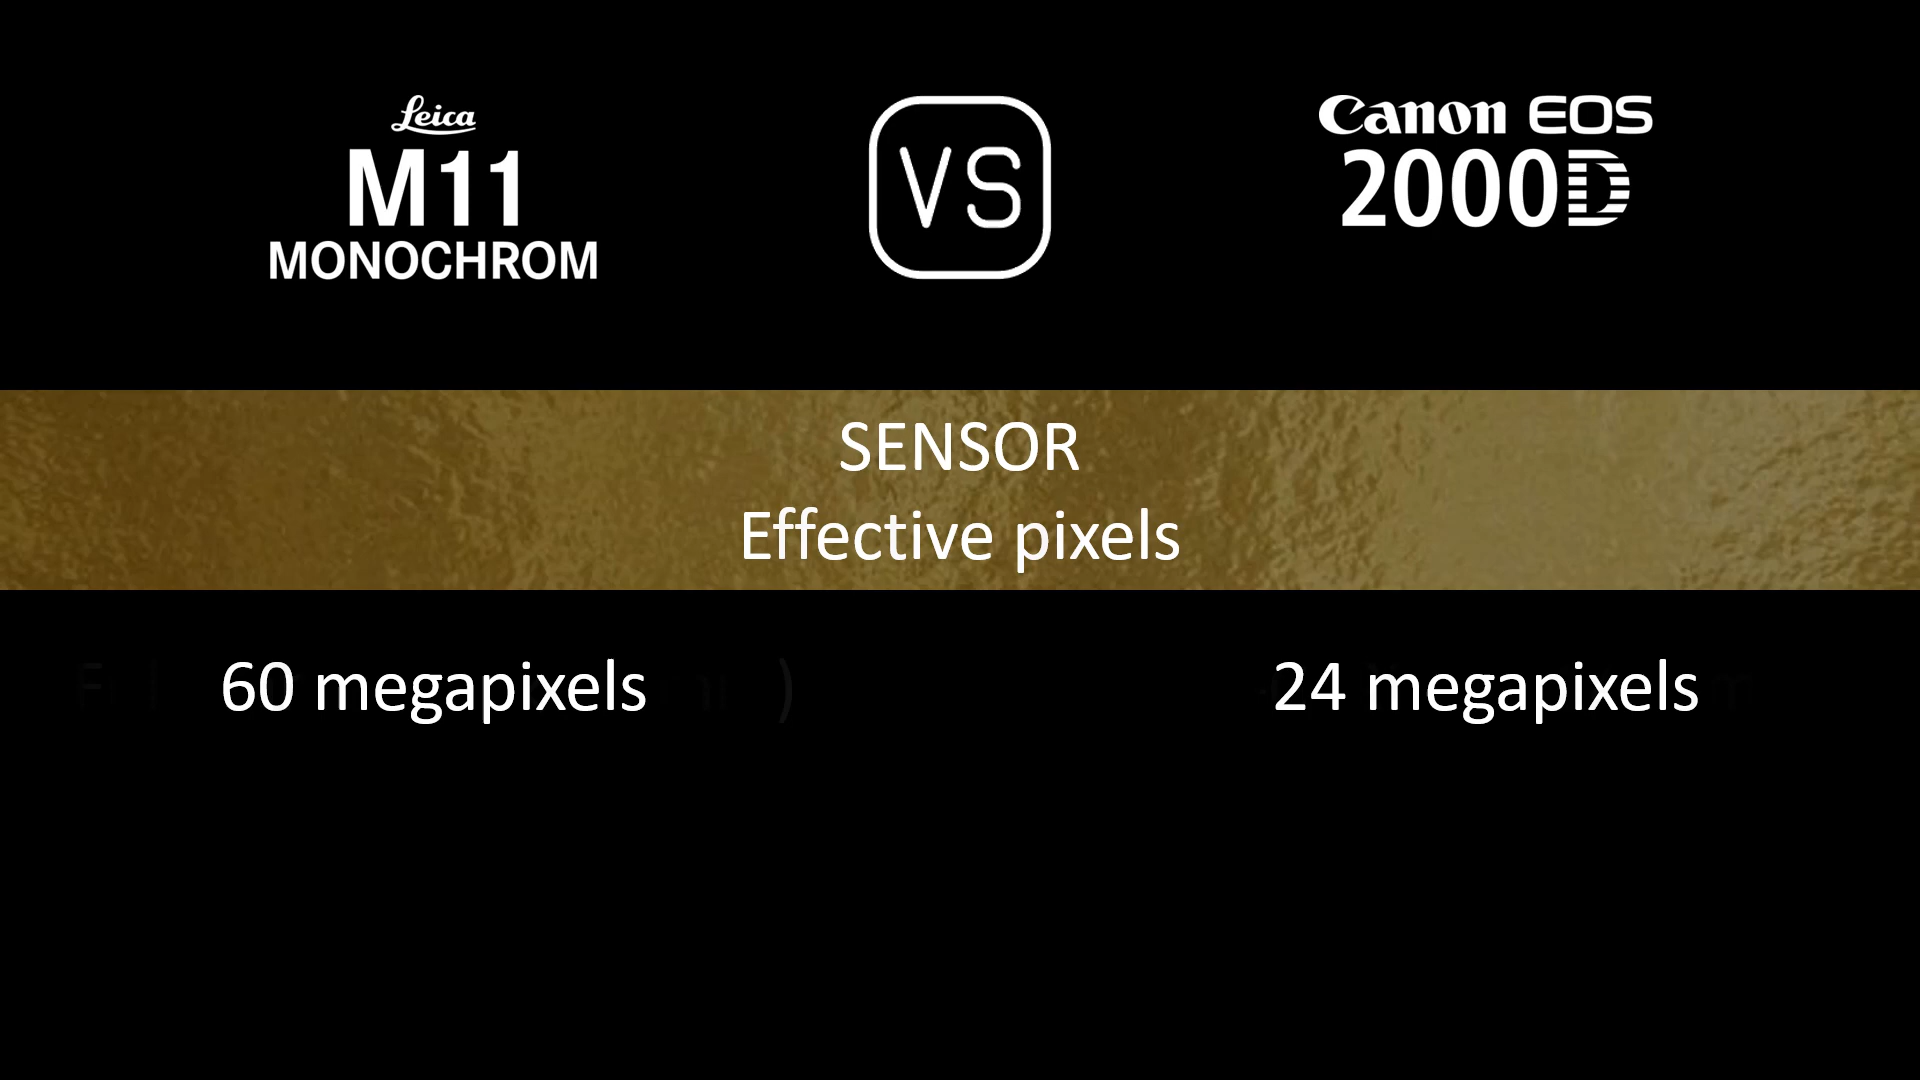 Leica
M11
MONOCHROM
VS
Canon EOS
2000D
SENSOR
Effective pixels
60 megapixels
24 megapixels